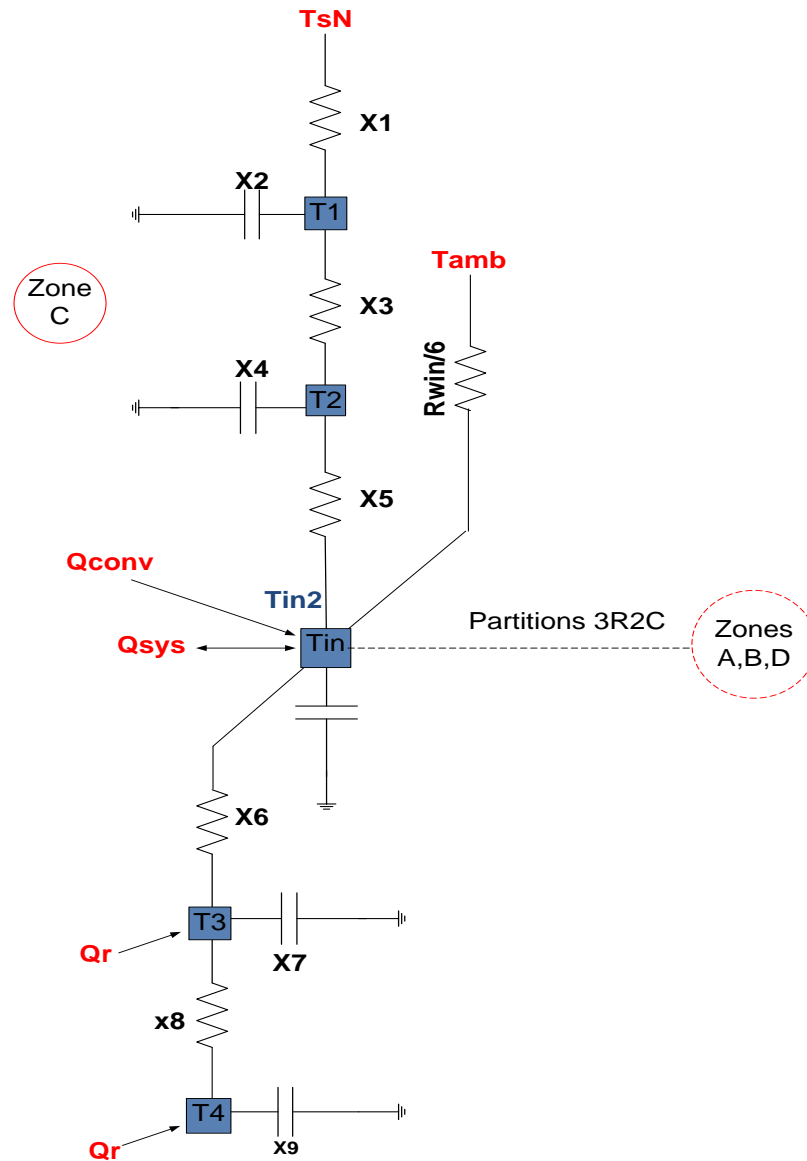 TsN
X1
X2
T1
Zone
C
Tamb
X3
Rwin/6
X4
T2
X5
Qconv
Tin2
Partitions 3R2C
Zones
A,B,D
Qsys
Tin
X6
T3
Qr
X7
x8
T4
Qr
X9